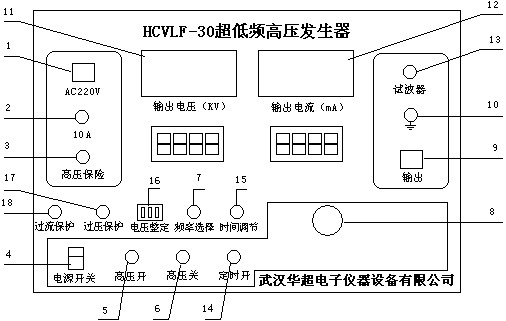 11
12
HCVLF-30超低频高压发生器
1
13
AC220V
试波器
2
输出电压（KV）
输出电流（mA）
10
10A
3
9
高压保险
输出
17
16
7
15
18
8
过流保护
过压保护
电压整定
频率选择
时间调节
4
电源开关
高压开
高压关
定时开
武汉华超电子仪器设备有限公司
5
6
14